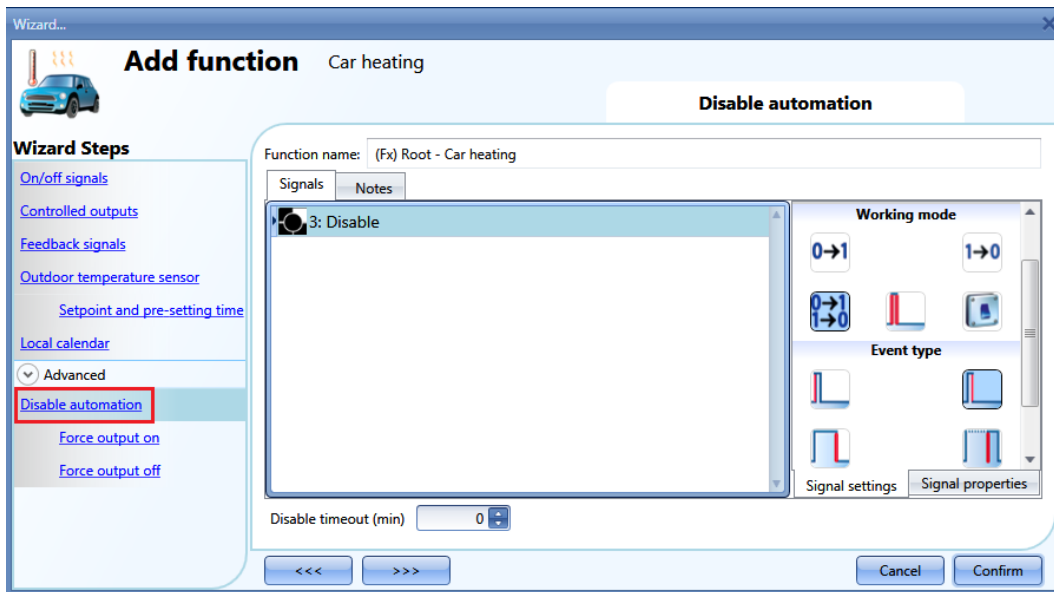 Wizard...
Add function Car heating
Disable automation
Wizard Steps
On/off signals
Controlled outputs
Feedback signals
Outdoor temperature sensor
Setpoint and pre-setting time
Local calendar
Advanced
Disable automation
Force output on
Force output off
Function name: (Fx) Root - Car heating
Signals Notes
3: Disable
Working mode
0→1 1→0
0→1
1→0
Event type
Signal settings Signal properties
Disable timeout (min) 0
<<< >>> Cancel Confirm